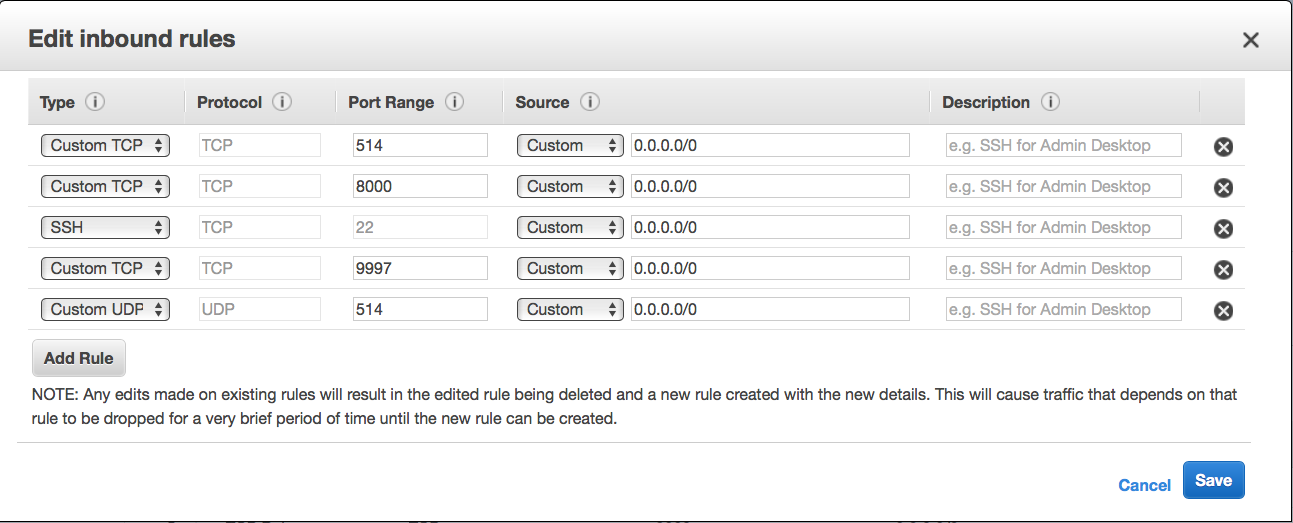 Edit inbound rules
Type Protocol Port Range Source Description
Custom TCP TCP 514 Custom 0.0.0.0/0 e.g. SSH for Admin Desktop
Custom TCP TCP 8000 Custom 0.0.0.0/0 e.g. SSH for Admin Desktop
SSH TCP 22 Custom 0.0.0.0/0 e.g. SSH for Admin Desktop
Custom TCP TCP 9997 Custom 0.0.0.0/0 e.g. SSH for Admin Desktop
Custom UDP UDP 514 Custom 0.0.0.0/0 e.g. SSH for Admin Desktop
Add Rule
NOTE: Any edits made on existing rules will result in the edited rule being deleted and a new rule created with the new details. This will cause traffic that depends on that
rule to be dropped for a very brief period of time until the new rule can be created.
Cancel Save